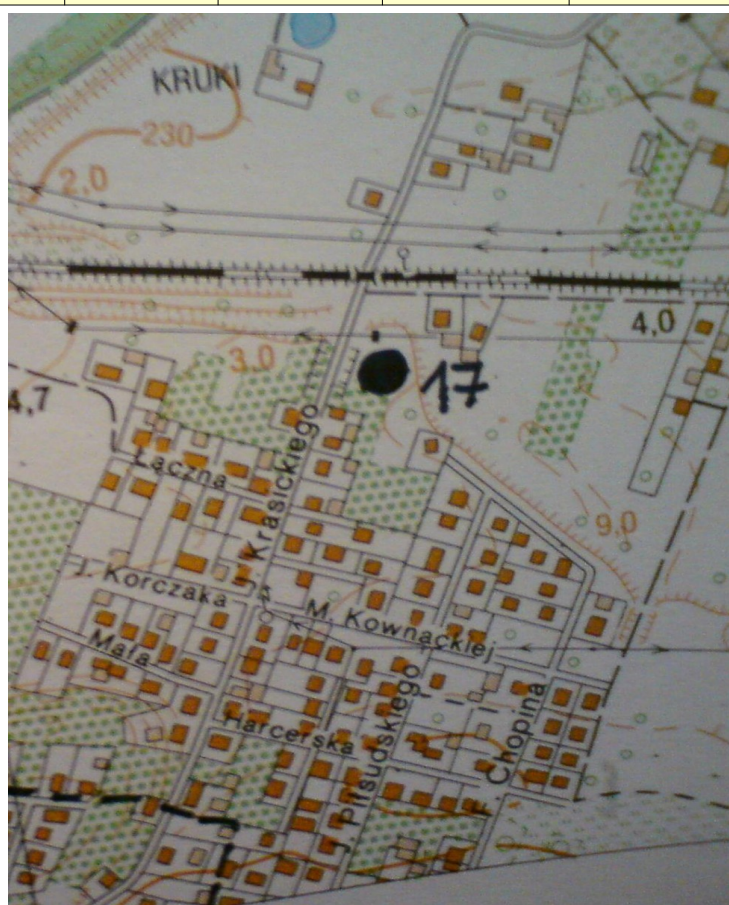 KRUKI
230
2,0
4,0
3,0
17
4,7
Łączna
I. Krasickiego
9,0
J. Korczaka
M. Kownackiej
Mała
Harcerska
J. Piłsudskiego
F. Chopina